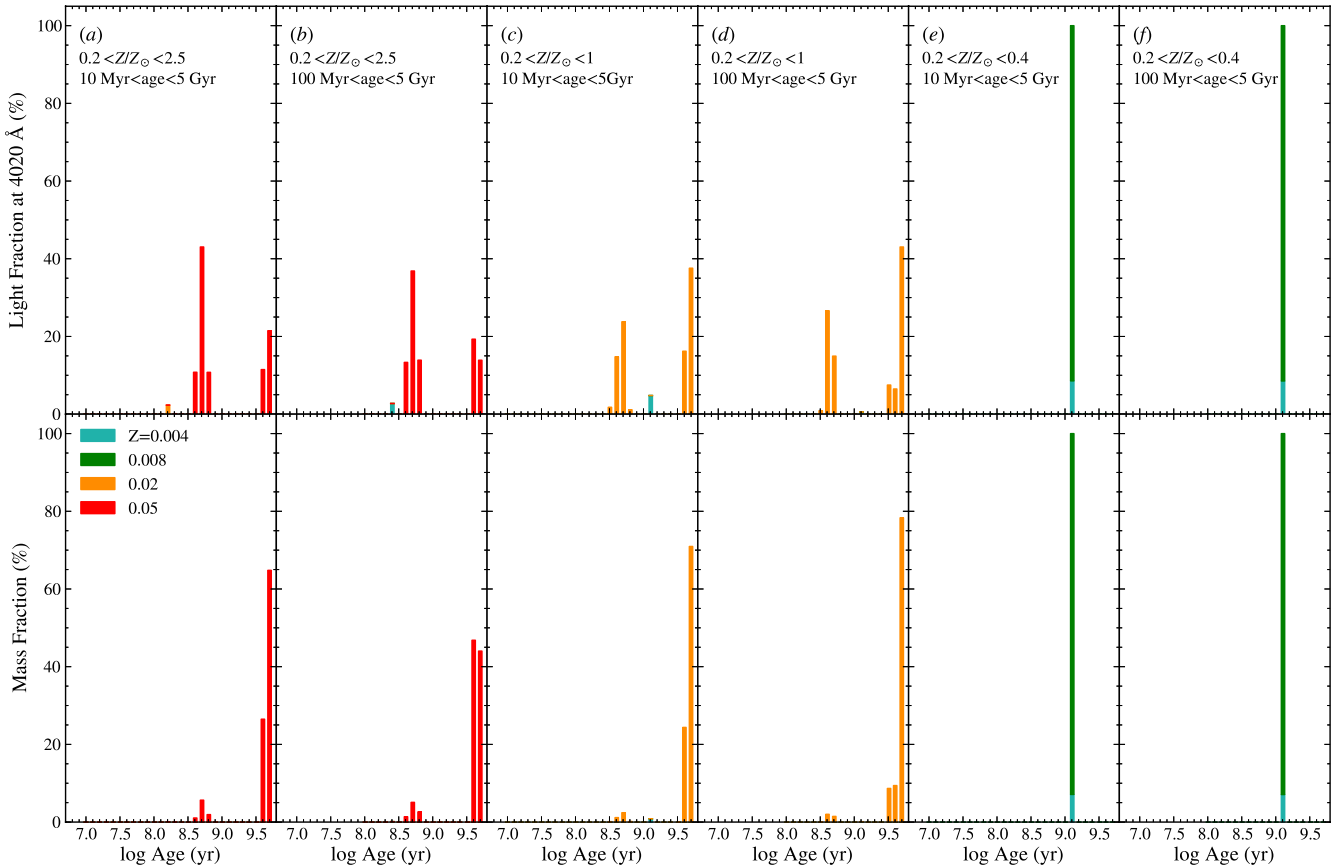 (a)
0.2 <Z/Z⊙ <2.5
10 Myr<age<5 Gyr
(b)
0.2 <Z/Z⊙ <2.5
100 Myr<age<5 Gyr
(c)
0.2 <Z/Z⊙ <1
10 Myr<age<5Gyr
(d)
0.2 <Z/Z⊙ <1
100 Myr<age<5 Gyr
(e)
0.2 <Z/Z⊙ <0.4
10 Myr<age<5 Gyr
(f)
0.2 <Z/Z⊙ <0.4
100 Myr<age<5 Gyr
Light Fraction at 4020 Å (%)
100
80
60
40
20
0
Z=0.004
0.008
0.02
0.05
Mass Fraction (%)
100
80
60
40
20
0
7.0 7.5 8.0 8.5 9.0 9.5
7.0 7.5 8.0 8.5 9.0 9.5
7.0 7.5 8.0 8.5 9.0 9.5
7.0 7.5 8.0 8.5 9.0 9.5
7.0 7.5 8.0 8.5 9.0 9.5
7.0 7.5 8.0 8.5 9.0 9.5
log Age (yr)
log Age (yr)
log Age (yr)
log Age (yr)
log Age (yr)
log Age (yr)